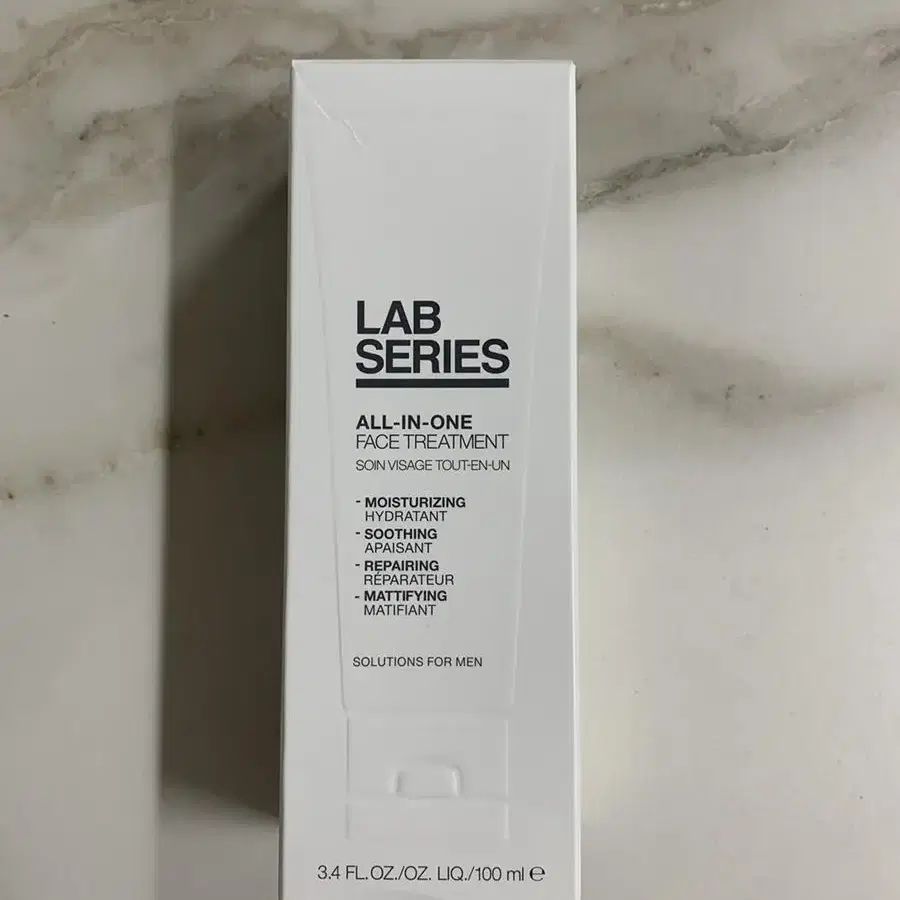 LAB
SERIES
ALL-IN-ONE
FACE TREATMENT
SOIN VISAGE TOUT-EN-UN
- MOISTURIZING
HYDRATANT
- SOOTHING
APAISANT
- REPAIRING
RÉPARATEUR
- MATTIFYING
MATIFIANT
SOLUTIONS FOR MEN
3.4 FL.OZ./OZ. LIQ./100 ml ℮